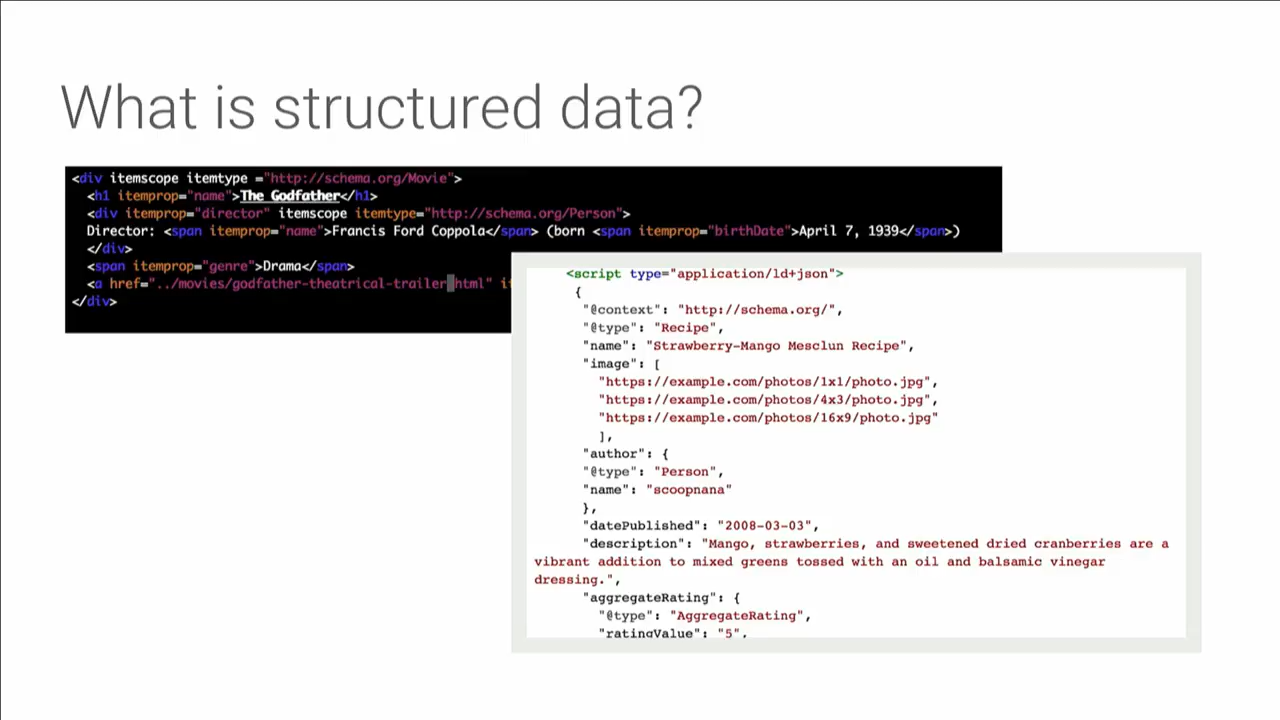 What is structured data?
<div itemscope itemtype ="http://schema.org/Movie">
<h1 itemprop="name">The Godfather</h1>
<div itemprop="director" itemscope itemtype="http://schema.org/Person">
Director: <span itemprop="name">Francis Ford Coppola</span> (born <span itemprop="birthDate">April 7, 1939</span>)
</div>
<span itemprop="genre">Drama</span>
<a href="../movies/godfather-theatrical-trailer.html"
</div>
<script type="application/ld+json">
{
"@context": "http://schema.org/",
"@type": "Recipe",
"name": "Strawberry-Mango Mesclun Recipe",
"image": [
"https://example.com/photos/1x1/photo.jpg",
"https://example.com/photos/4x3/photo.jpg",
"https://example.com/photos/16x9/photo.jpg"
],
"author": {
"@type": "Person",
"name": "scoopnana"
},
"datePublished": "2008-03-03",
"description": "Mango, strawberries, and sweetened dried cranberries are a
vibrant addition to mixed greens tossed with an oil and balsamic vinegar
dressing.",
"aggregateRating": {
"@type": "AggregateRating",
"ratingValue": "5",